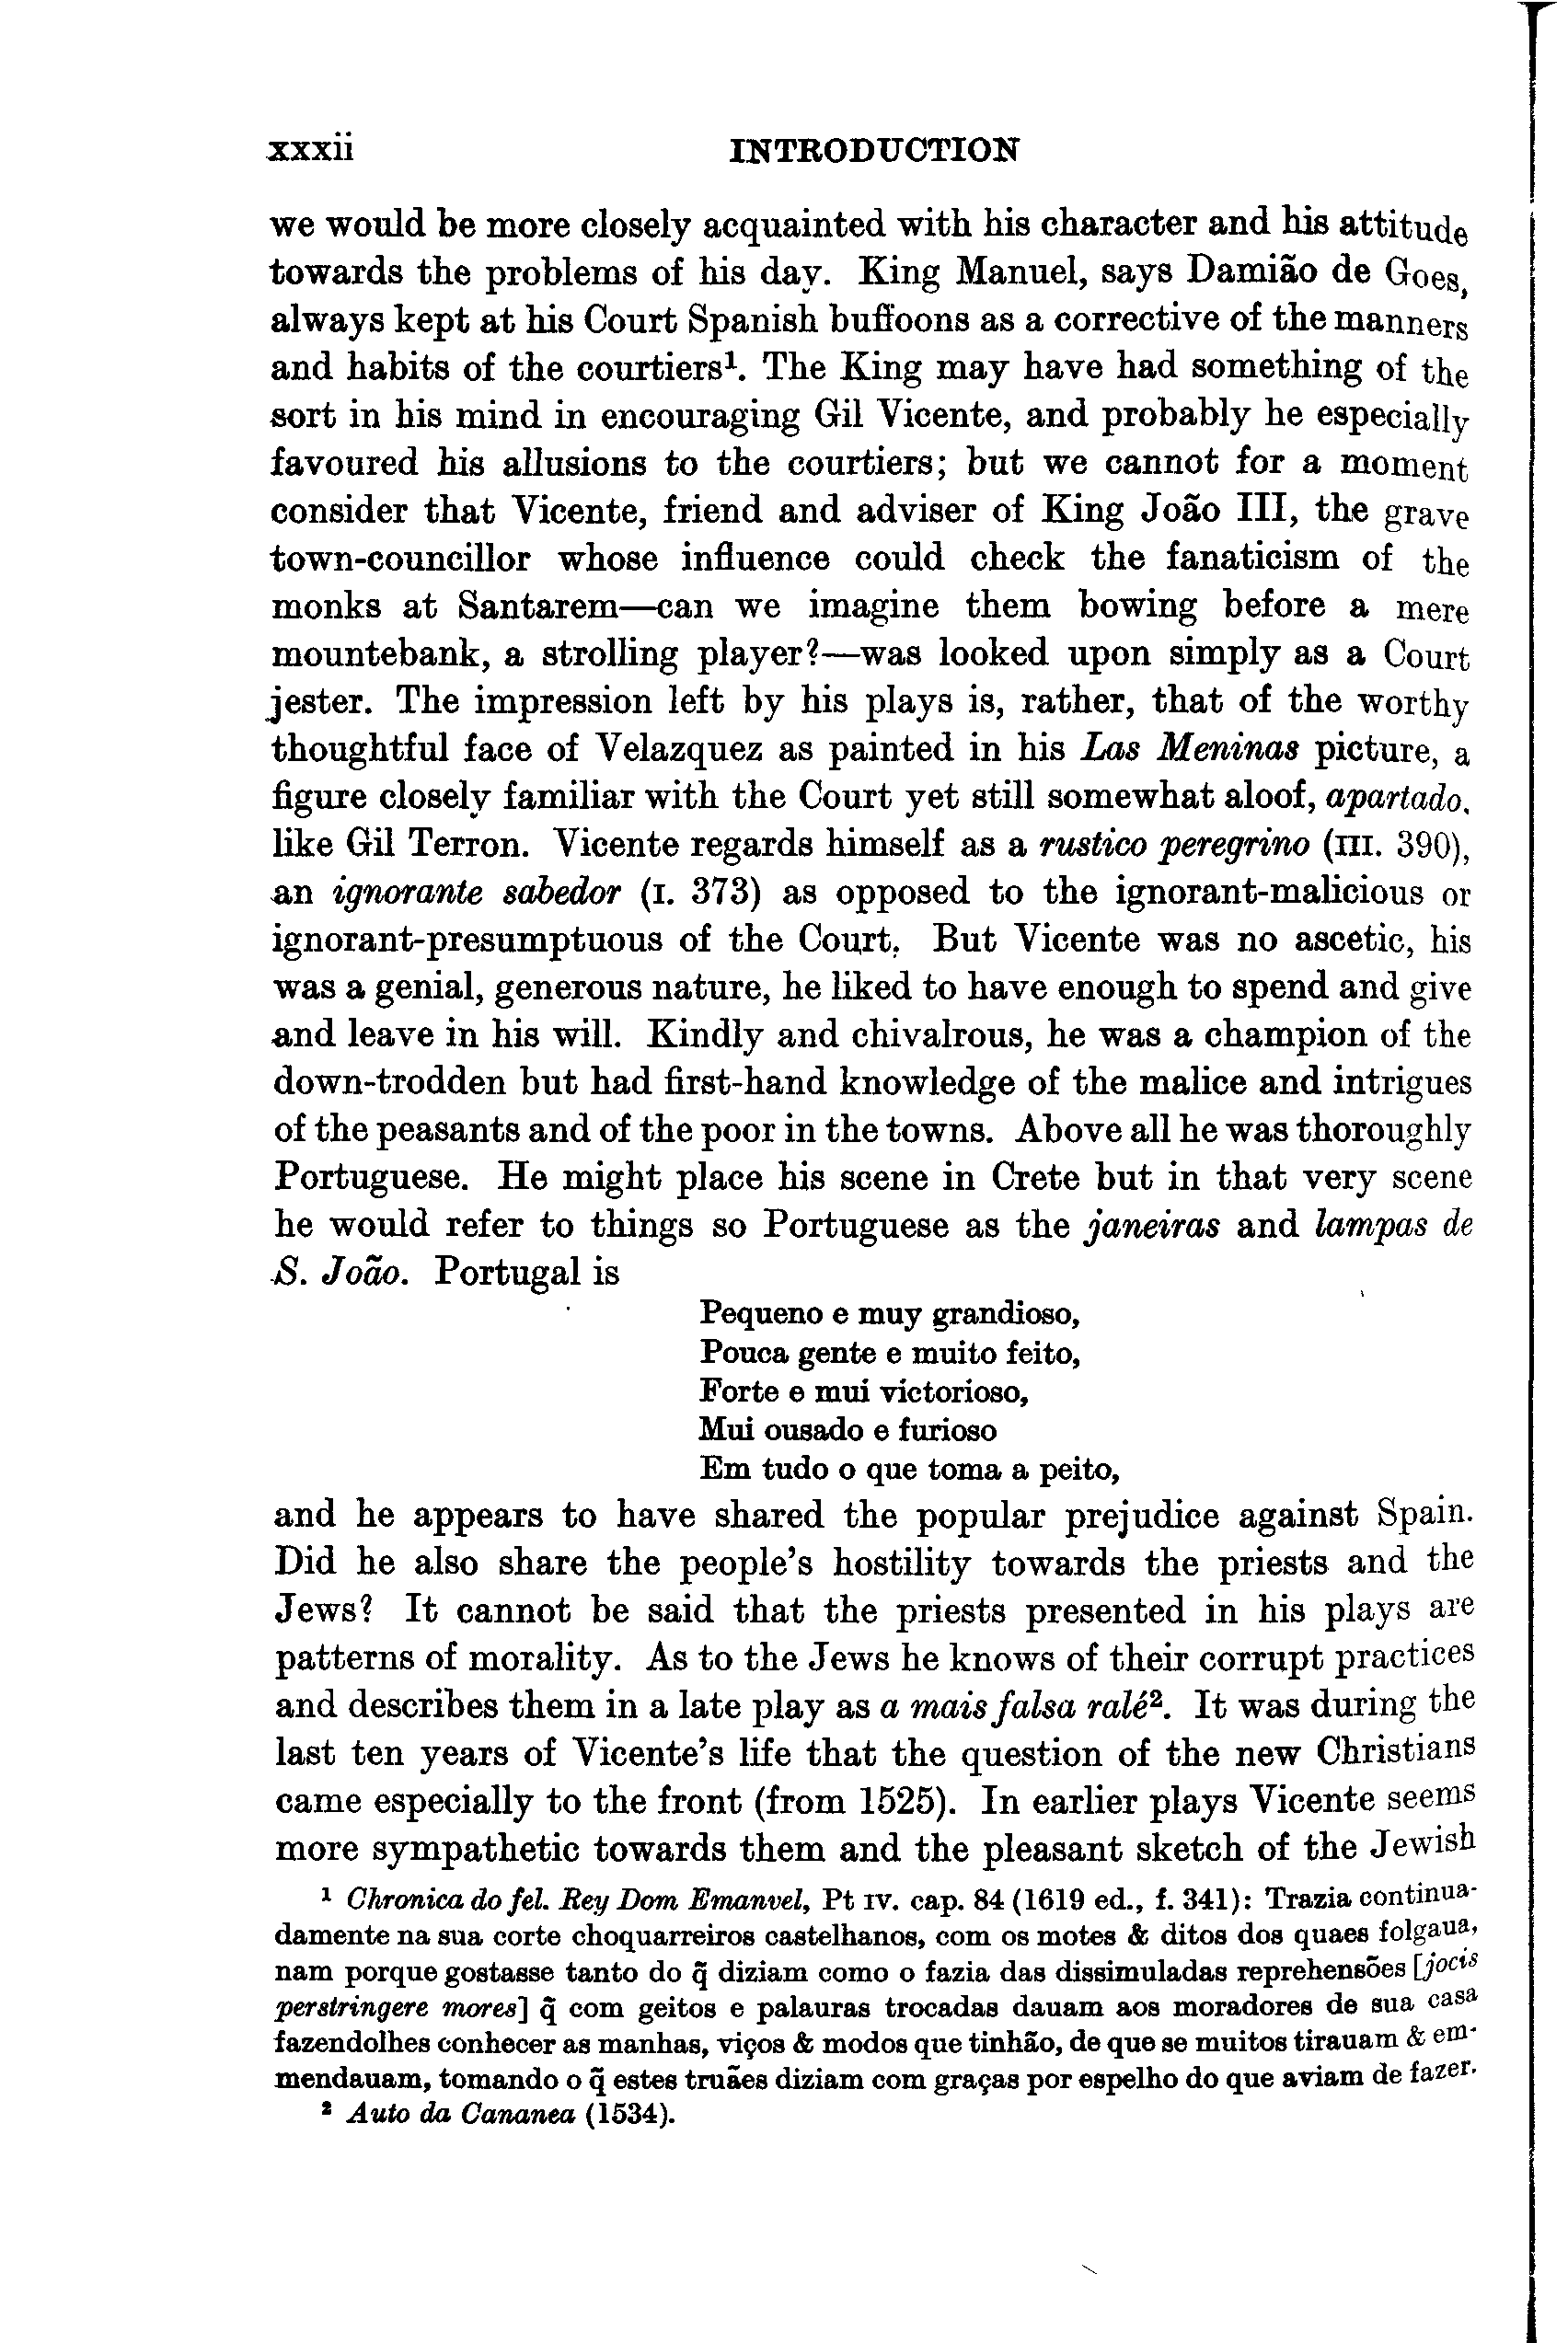 xxxii INTRODUCTION
we would be more closely acquainted with his character and his attitude
towards the problems of his day. King Manuel, says Damião de Goes,
always kept at his Court Spanish buffoons as a corrective of the manners
and habits of the courtiers¹. The King may have had something of the
sort in his mind in encouraging Gil Vicente, and probably he especially
favoured his allusions to the courtiers; but we cannot for a moment
consider that Vicente, friend and adviser of King João III, the grave
town-councillor whose influence could check the fanaticism of the
monks at Santarem—can we imagine them bowing before a mere
mountebank, a strolling player?—was looked upon simply as a Court
jester. The impression left by his plays is, rather, that of the worthy
thoughtful face of Velazquez as painted in his Las Meninas picture, a
figure closely familiar with the Court yet still somewhat aloof, apartado,
like Gil Terron. Vicente regards himself as a rustico peregrino (III. 390),
an ignorante sabedor (I. 373) as opposed to the ignorant-malicious or
ignorant-presumptuous of the Court. But Vicente was no ascetic, his
was a genial, generous nature, he liked to have enough to spend and give
and leave in his will. Kindly and chivalrous, he was a champion of the
down-trodden but had first-hand knowledge of the malice and intrigues
of the peasants and of the poor in the towns. Above all he was thoroughly
Portuguese. He might place his scene in Crete but in that very scene
he would refer to things so Portuguese as the janeiras and lampas de
S. João. Portugal is
Pequeno e muy grandioso,
Pouca gente e muito feito,
Forte e mui victorioso,
Mui ousado e furioso
Em tudo o que toma a peito,
and he appears to have shared the popular prejudice against Spain.
Did he also share the people's hostility towards the priests and the
Jews? It cannot be said that the priests presented in his plays are
patterns of morality. As to the Jews he knows of their corrupt practices
and describes them in a late play as a mais falsa ralé². It was during the
last ten years of Vicente's life that the question of the new Christians
came especially to the front (from 1525). In earlier plays Vicente seems
more sympathetic towards them and the pleasant sketch of the Jewish
¹ Chronica do fel. Rey Dom Emanvel, Pt IV. cap. 84 (1619 ed., f. 341): Trazia continua-
damente na sua corte choquarreiros castelhanos, com os motes & ditos dos quaes folgaua,
nam porque gostasse tanto do q̃ diziam como o fazia das dissimuladas reprehensões [jocis
perstringere mores] q̃ com geitos e palauras trocadas dauam aos moradores de sua casa
fazendolhes conhecer as manhas, viços & modos que tinhão, de que se muitos tirauam & em-
mendauam, tomando o q̃ estes truães diziam com graças por espelho do que aviam de fazer.
² Auto da Cananea (1534).